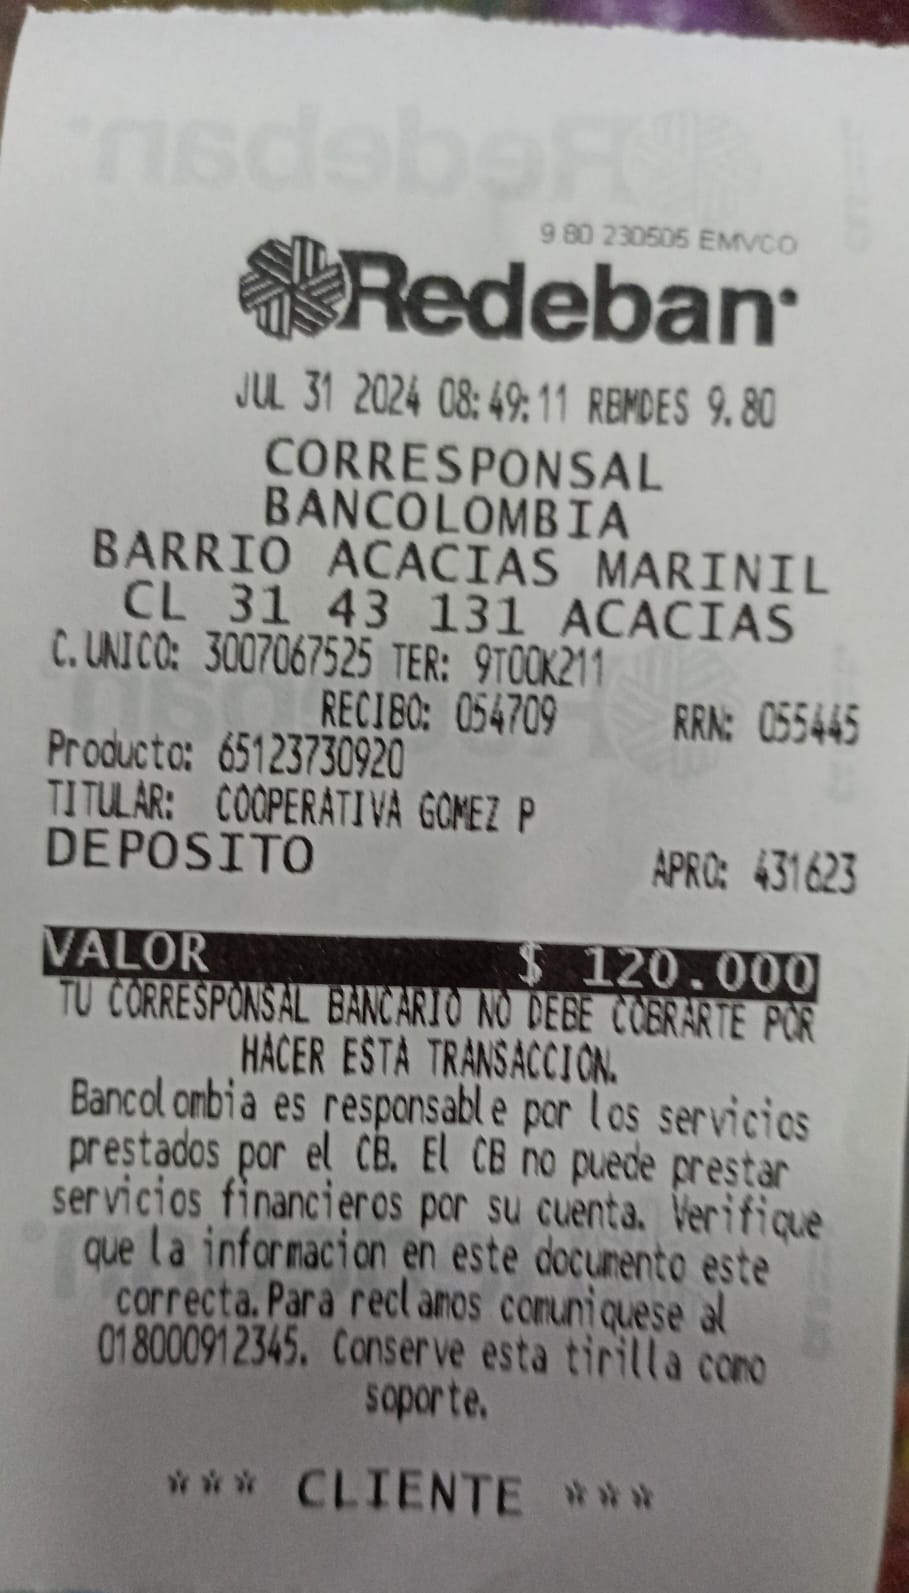 9 80 230505 EMVCO
Redeban
JUL 31 2024 08:49:11 RBMDES 9.80
CORRESPONSAL
BANCOLOMBIA
BARRIO ACACIAS MARINIL
CL 31 43 131 ACACIAS
C.UNICO: 3007067525 TER: 9T00K211
RECIBO: 054709 RRN: 055445
Producto: 65123730920
TITULAR: COOPERATIVA GOMEZ P
DEPOSITO APRO: 431623
VALOR $ 120.000
TU CORRESPONSAL BANCARIO NO DEBE COBRARTE POR
HACER ESTA TRANSACCION.
Bancolombia es responsable por los servicios
prestados por el CB. El CB no puede prestar
servicios financieros por su cuenta. Verifique
que la informacion en este documento este
correcta.Para reclamos comuniquese al
018000912345. Conserve esta tirilla como
soporte.
*** CLIENTE ***